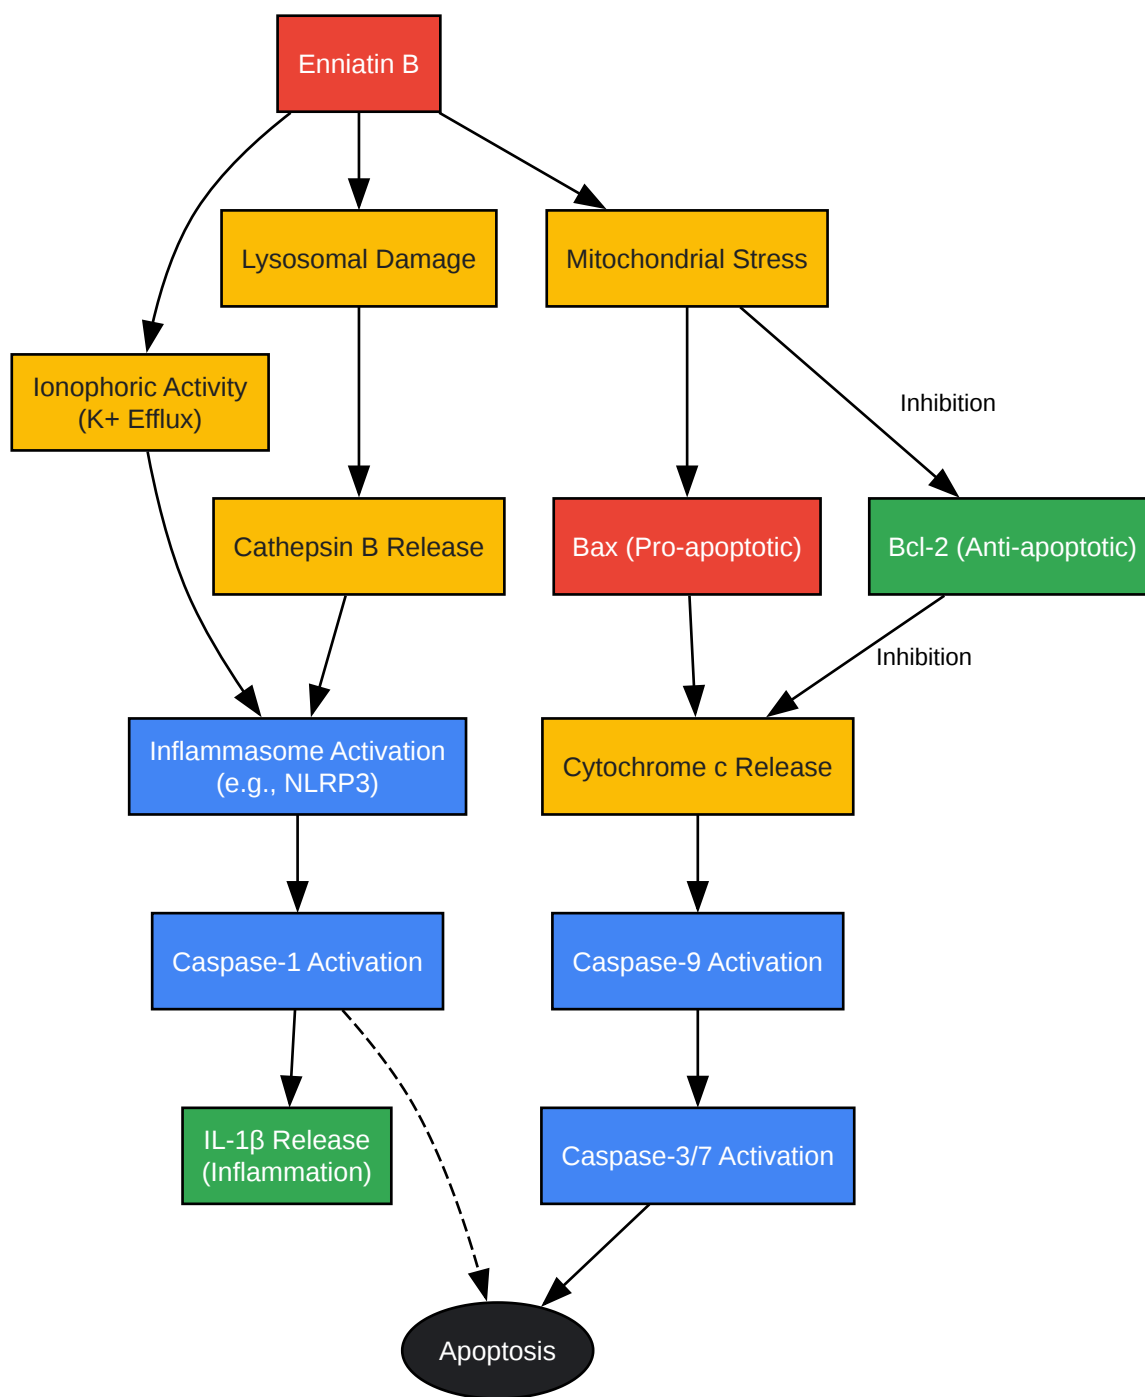 Enniatin B
Lysosomal Damage
Mitochondrial Stress
Ionophoric Activity
(K+ Efflux)
Inhibition
Cathepsin B Release
Bax (Pro-apoptotic)
Bcl-2 (Anti-apoptotic)
Inhibition
Inflammasome Activation
(e.g., NLRP3)
Cytochrome c Release
Caspase-1 Activation
Caspase-9 Activation
IL-1β Release
(Inflammation)
Caspase-3/7 Activation
Apoptosis